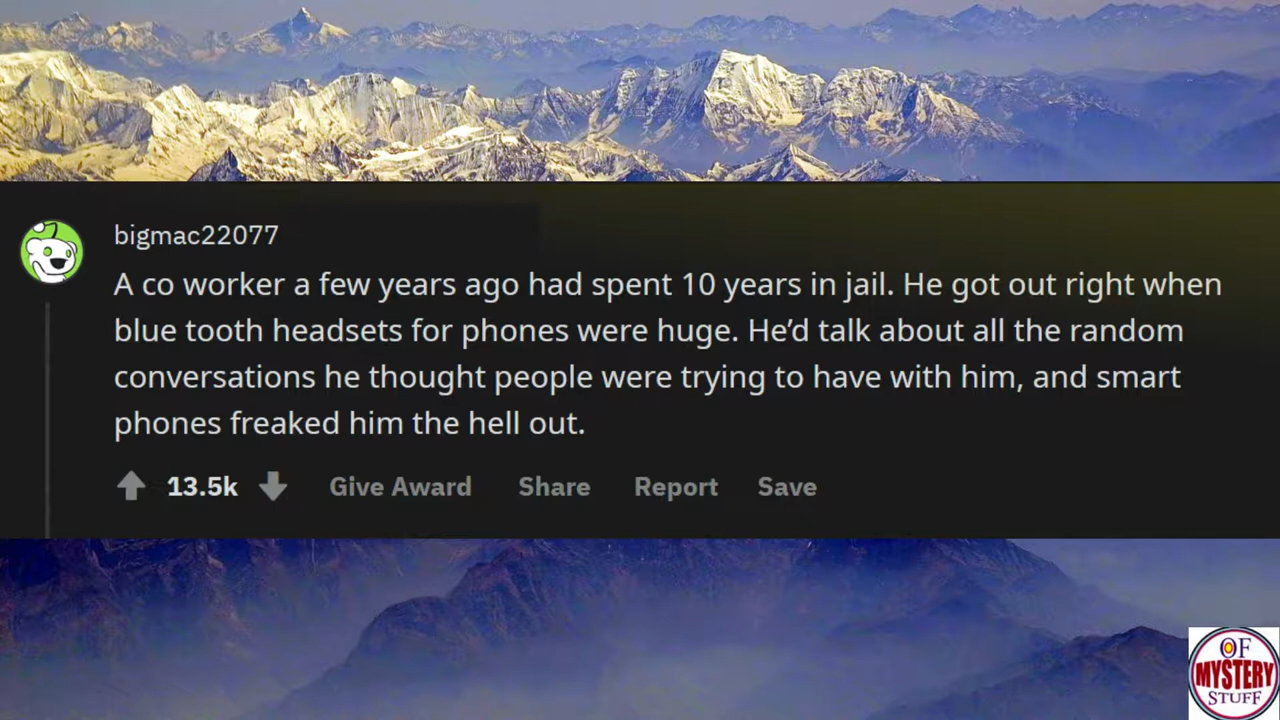 bigmac22077
A co worker a few years ago had spent 10 years in jail. He got out right when
blue tooth headsets for phones were huge. He’d talk about all the random
conversations he thought people were trying to have with him, and smart
phones freaked him the hell out.
13.5k Give Award Share Report Save
OF
MYSTERY
STUFF